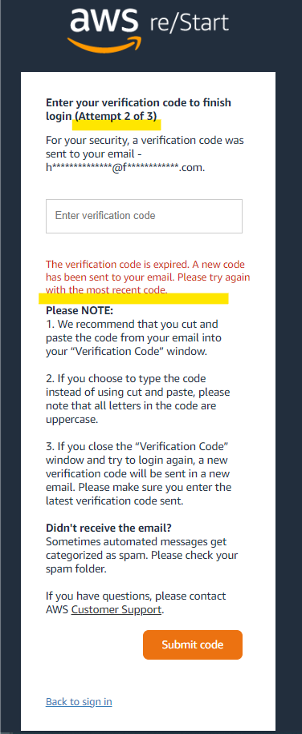 aws re/Start
Enter your verification code to finish
login (Attempt 2 of 3)
For your security, a verification code was
sent to your email -
h**************@f************.com.
Enter verification code
The verification code is expired. A new code
has been sent to your email. Please try again
with the most recent code.
Please NOTE:
1. We recommend that you cut and
paste the code from your email into
your “Verification Code” window.
2. If you choose to type the code
instead of using cut and paste, please
note that all letters in the code are
uppercase.
3. If you close the “Verification Code”
window and try to login again, a new
verification code will be sent in a new
email. Please make sure you enter the
latest verification code sent.
Didn't receive the email?
Sometimes automated messages get
categorized as spam. Please check your
spam folder.
If you have questions, please contact
AWS Customer Support.
Submit code
Back to sign in